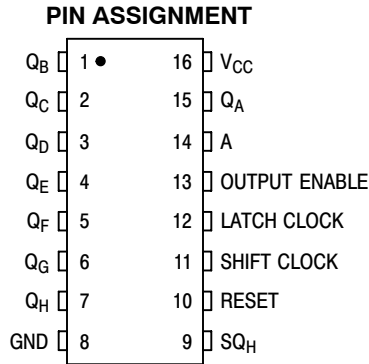 PIN ASSIGNMENT
QB 1 16 VCC
QC 2 15 QA
QD 3 14 A
QE 4 13 OUTPUT ENABLE
QF 5 12 LATCH CLOCK
QG 6 11 SHIFT CLOCK
QH 7 10 RESET
GND 8 9 SQH